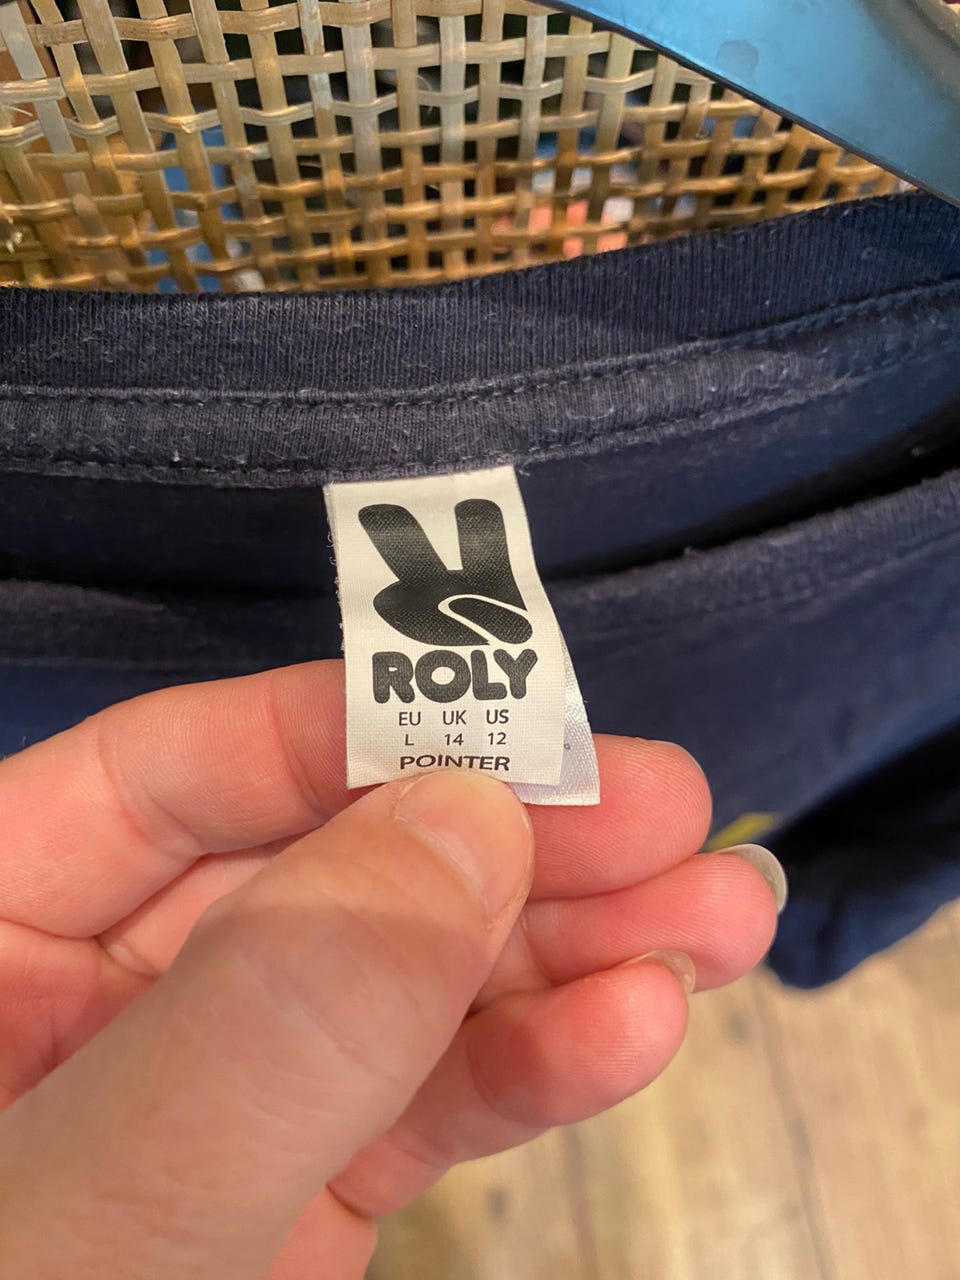 ROLY
EU UK US
L 14 12
POINTER